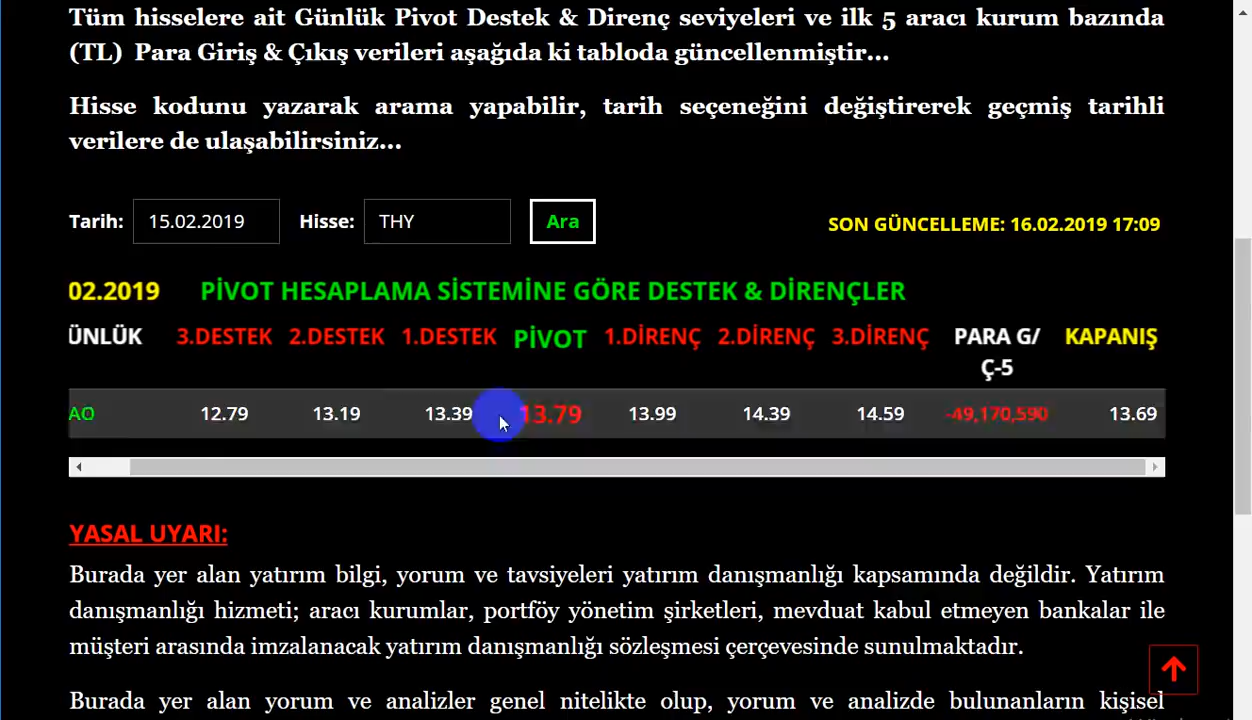 Tüm hisselere ait Günlük Pivot Destek & Direnç seviyeleri ve ilk 5 aracı kurum bazında
(TL) Para Giriş & Çıkış verileri aşağıda ki tabloda güncellenmiştir...
Hisse kodunu yazarak arama yapabilir, tarih seçeneğini değiştirerek geçmiş tarihli
verilere de ulaşabilirsiniz...
Tarih: 15.02.2019 Hisse: THY Ara SON GÜNCELLEME: 16.02.2019 17:09
02.2019 PİVOT HESAPLAMA SİSTEMİNE GÖRE DESTEK & DİRENÇLER
ÜNLÜK 3.DESTEK 2.DESTEK 1.DESTEK PİVOT 1.DİRENÇ 2.DİRENÇ 3.DİRENÇ PARA G/
Ç-5 KAPANIŞ
AO 12.79 13.19 13.39 13.79 13.99 14.39 14.59 -49,170,590 13.69
YASAL UYARI:
Burada yer alan yatırım bilgi, yorum ve tavsiyeleri yatırım danışmanlığı kapsamında değildir. Yatırım
danışmanlığı hizmeti; aracı kurumlar, portföy yönetim şirketleri, mevduat kabul etmeyen bankalar ile
müşteri arasında imzalanacak yatırım danışmanlığı sözleşmesi çerçevesinde sunulmaktadır.
Burada yer alan yorum ve analizler genel nitelikte olup, yorum ve analizde bulunanların kişisel